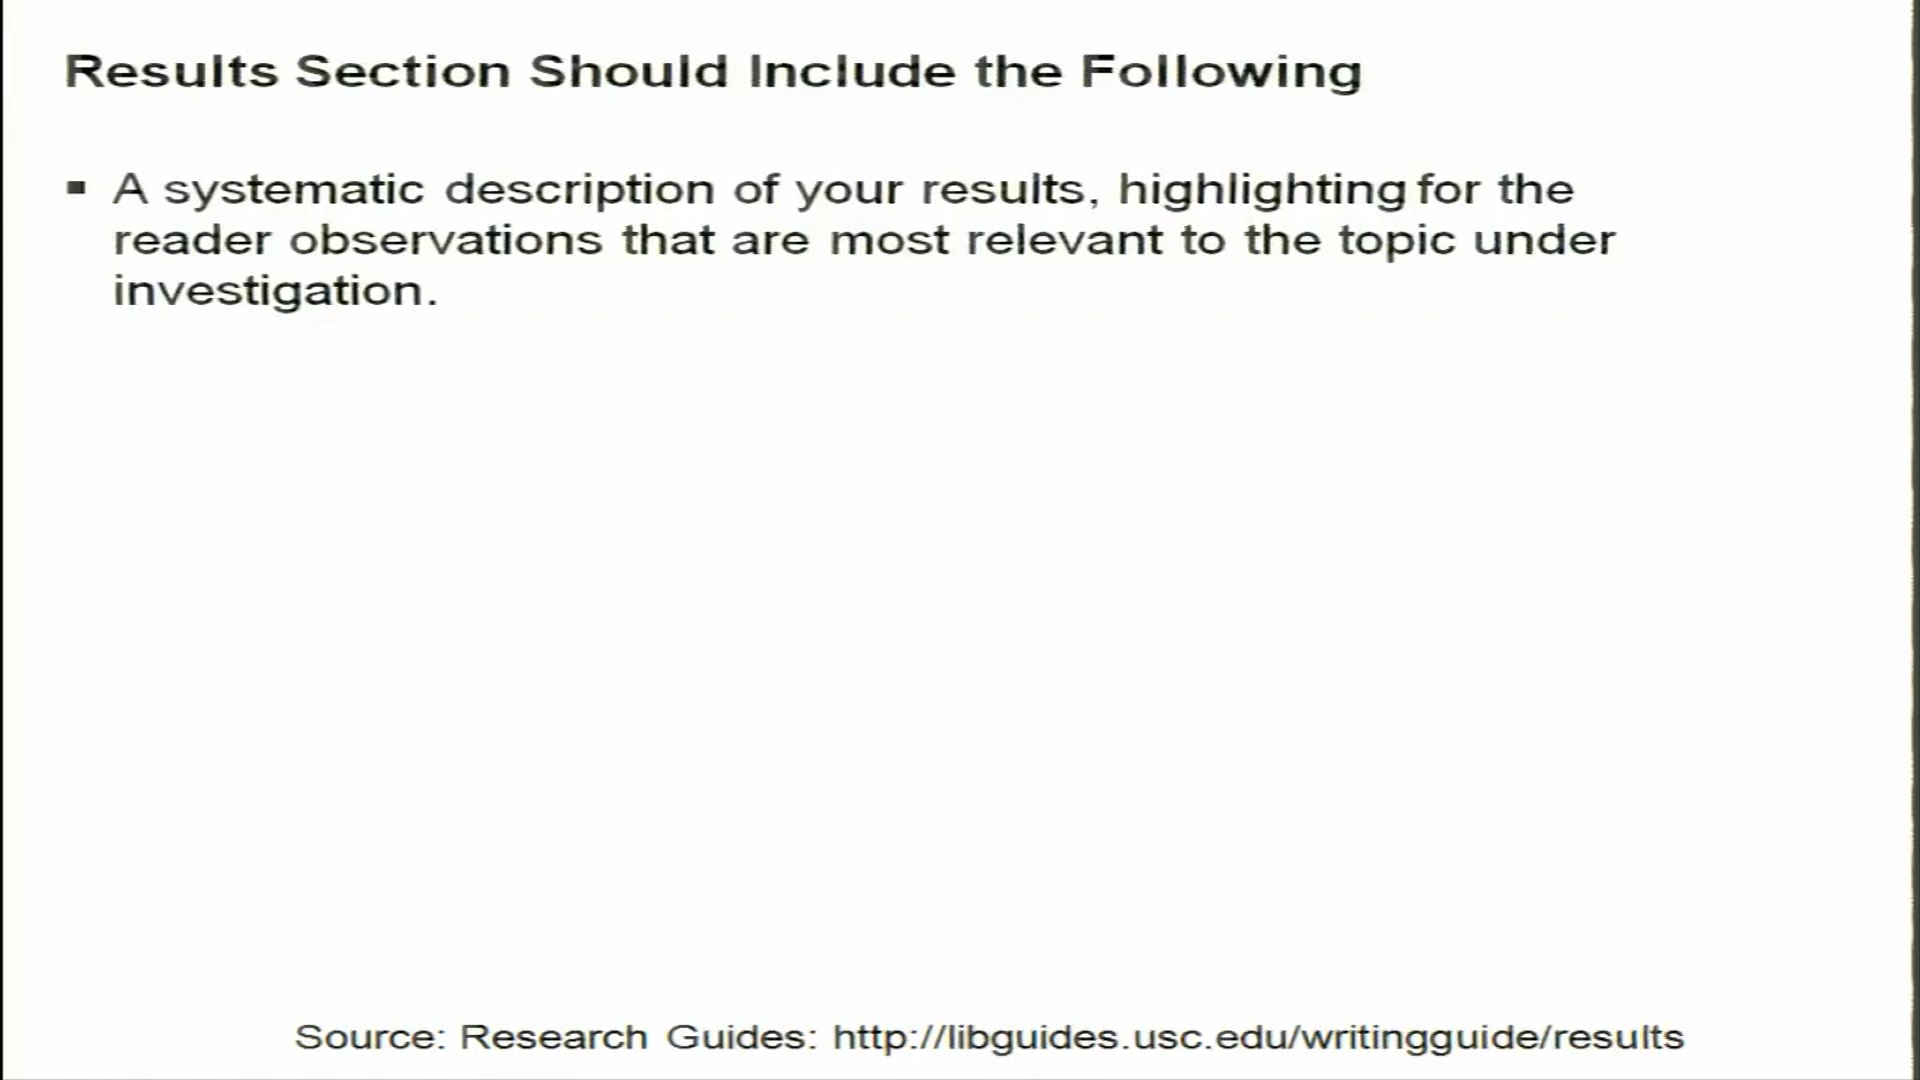 Results Section Should Include the Following
▪ A systematic description of your results, highlighting for the
reader observations that are most relevant to the topic under
investigation.
Source: Research Guides: http://libguides.usc.edu/writingguide/results